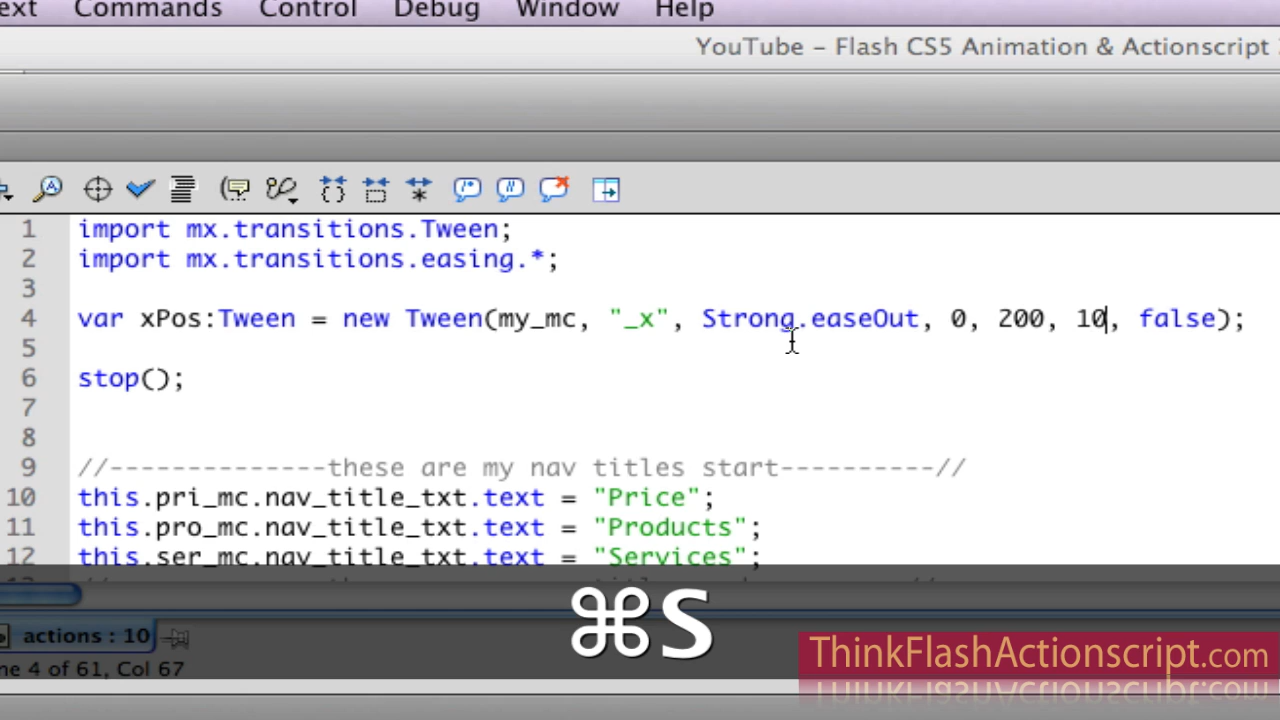 ext Commands Control Debug Window Help
YouTube – Flash CS5 Animation & Actionscript
1 import mx.transitions.Tween;
2 import mx.transitions.easing.*;
3
4 var xPos:Tween = new Tween(my_mc, "_x", Strong.easeOut, 0, 200, 10, false);
5
6 stop();
7
8
9 //--------------these are my nav titles start----------//
10 this.pri_mc.nav_title_txt.text = "Price";
11 this.pro_mc.nav_title_txt.text = "Products";
12 this.ser_mc.nav_title_txt.text = "Services";
⌘S
actions : 10
ne 4 of 61, Col 67
ThinkFlashActionscript.com